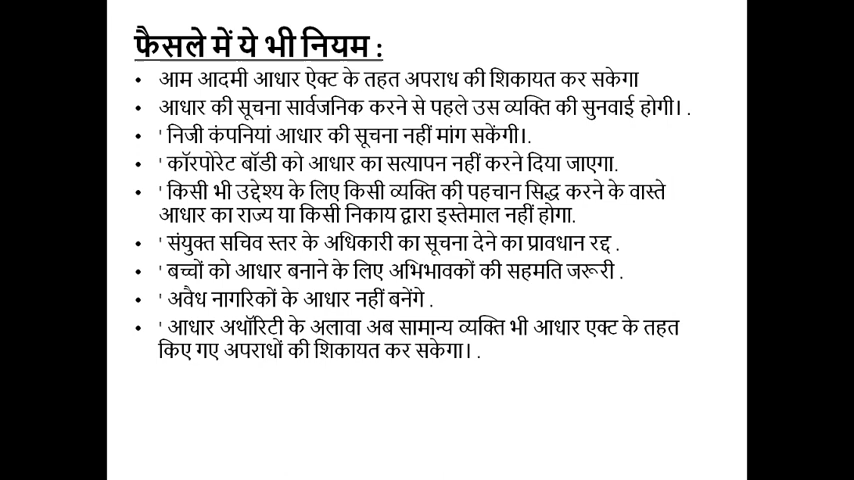 फैसले में ये भी नियम :
• आम आदमी आधार ऐक्ट के तहत अपराध की शिकायत कर सकेगा
• आधार की सूचना सार्वजनिक करने से पहले उस व्यक्ति की सुनवाई होगी। .
• ' निजी कंपनियां आधार की सूचना नहीं मांग सकेंगी।.
• ' कॉरपोरेट बॉडी को आधार का सत्यापन नहीं करने दिया जाएगा.
• ' किसी भी उद्देश्य के लिए किसी व्यक्ति की पहचान सिद्ध करने के वास्ते
आधार का राज्य या किसी निकाय द्वारा इस्तेमाल नहीं होगा.
• ' संयुक्त सचिव स्तर के अधिकारी का सूचना देने का प्रावधान रद्द .
• ' बच्चों को आधार बनाने के लिए अभिभावकों की सहमति जरूरी .
• ' अवैध नागरिकों के आधार नहीं बनेंगे .
• ' आधार अथॉरिटी के अलावा अब सामान्य व्यक्ति भी आधार एक्ट के तहत
किए गए अपराधों की शिकायत कर सकेगा। .